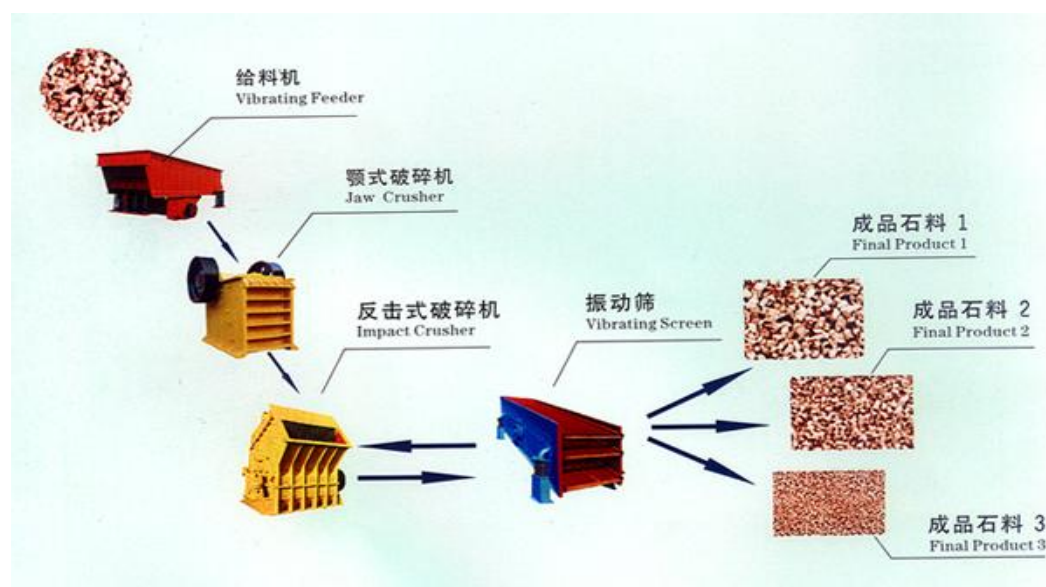 给料机
Vibrating Feeder
颚式破碎机
Jaw Crusher
反击式破碎机
Impact Crusher
振动筛
Vibrating Screen
成品石料 1
Final Product 1
成品石料 2
Final Product 2
成品石料 3
Final Product 3